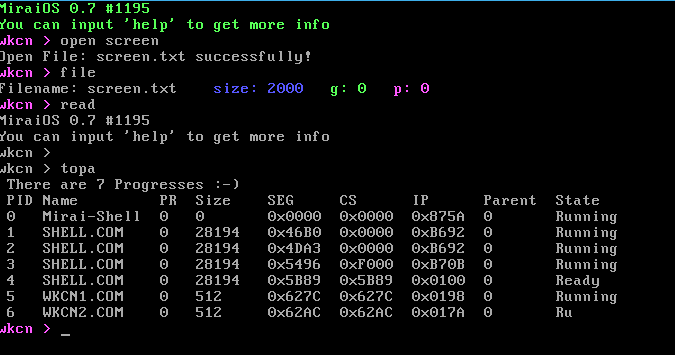 MiraiOS 0.7 #1195
You can input 'help' to get more info
wkcn > open screen
Open File: screen.txt successfully!
wkcn > file
Filename: screen.txt    size: 2000   g: 0   p: 0
wkcn > read
MiraiOS 0.7 #1195
You can input 'help' to get more info
wkcn >
wkcn > topa
There are 7 Progresses :-)
PID Name       PR  Size    SEG    CS     IP     Parent  State
0   Mirai-Shell  0   0       0x0000 0x0000 0x875A 0       Running
1   SHELL.COM    0   28194   0x46B0 0x0000 0xB692 0       Running
2   SHELL.COM    0   28194   0x4DA3 0x0000 0xB692 0       Running
3   SHELL.COM    0   28194   0x5496 0xF000 0xB70B 0       Running
4   SHELL.COM    0   28194   0x5B89 0x5B89 0x0100 0       Ready
5   WKCN1.COM    0   512     0x627C 0x627C 0x0198 0       Running
6   WKCN2.COM    0   512     0x62AC 0x62AC 0x017A 0       Ru
wkcn > _